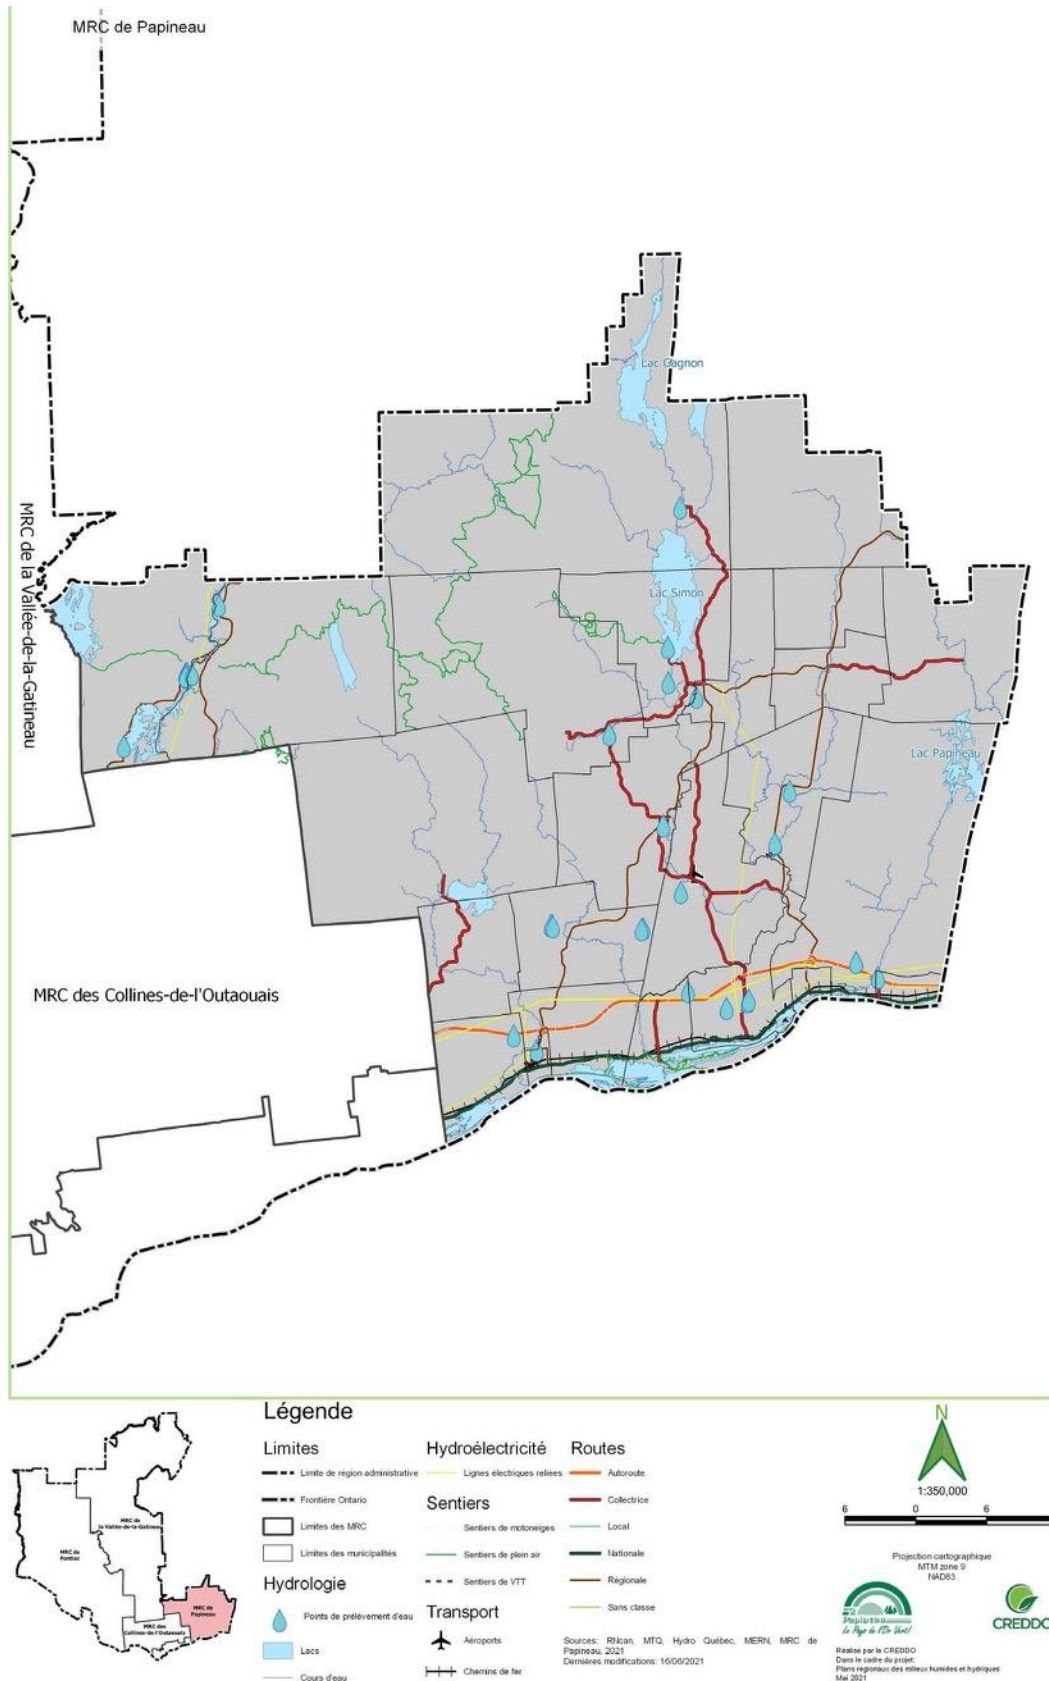 MRC de Papineau
Lac Gagnon
MRC de la Vallée-de-la-Gatineau
Lac Simon
Lac Papineau
MRC des Collines-de-l'Outaouais
Légende
Limites
Limite de région administrative
Frontière Ontario
Limites des MRC
Limites des municipalités
Hydrologie
Points de prélèvement d'eau
Lacs
Cours d'eau
Hydroélectricité
Lignes électriques reliées
Sentiers
Sentiers de motoneiges
Sentiers de plein air
Sentiers de VTT
Transport
Aéroports
Chemins de fer
Routes
Autoroute
Collectrice
Local
Nationale
Régionale
Sans classe
Sources: RNcan, MTQ, Hydro Québec, MERN, MRC de
Papineau, 2021
Dernières modifications: 16/06/2021
MRC de
la Vallée-de-la-Gatineau
MRC de
Pontiac
MRC de
Papineau
MRC des
Collines-de-l'Outaouais
N
1:350,000
6 0 6
Projection cartographique
MTM zone 9
NAD83
Papineau
Le Pays de l'Or Vert!
CREDDO
Réalisé par le CREDDO
Dans le cadre du projet:
Plans régionaux des milieux humides et hydriques
Mai 2021